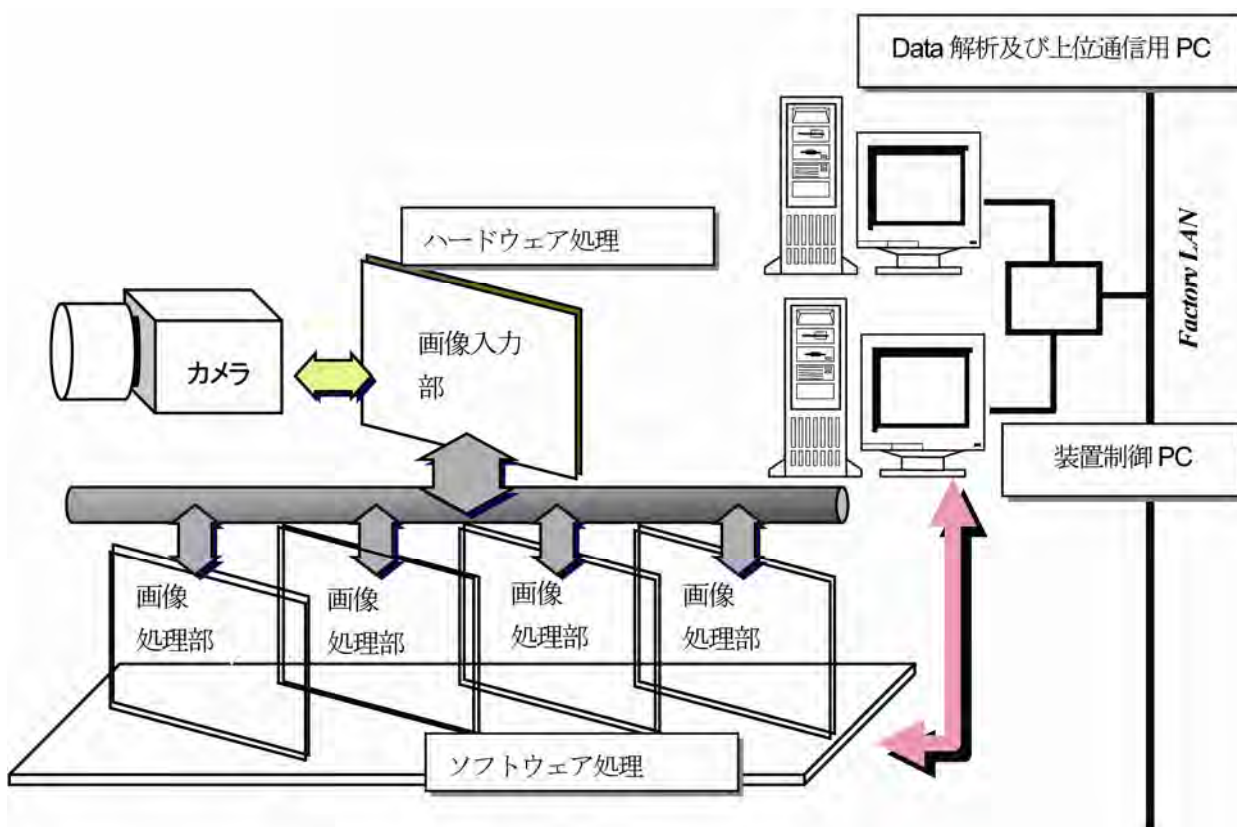 Data 解析及び上位通信用 PC
ハードウェア処理
Factory LAN
カメラ
画像入力
部
装置制御 PC
画像
処理部
画像
処理部
画像
処理部
画像
処理部
ソフトウェア処理